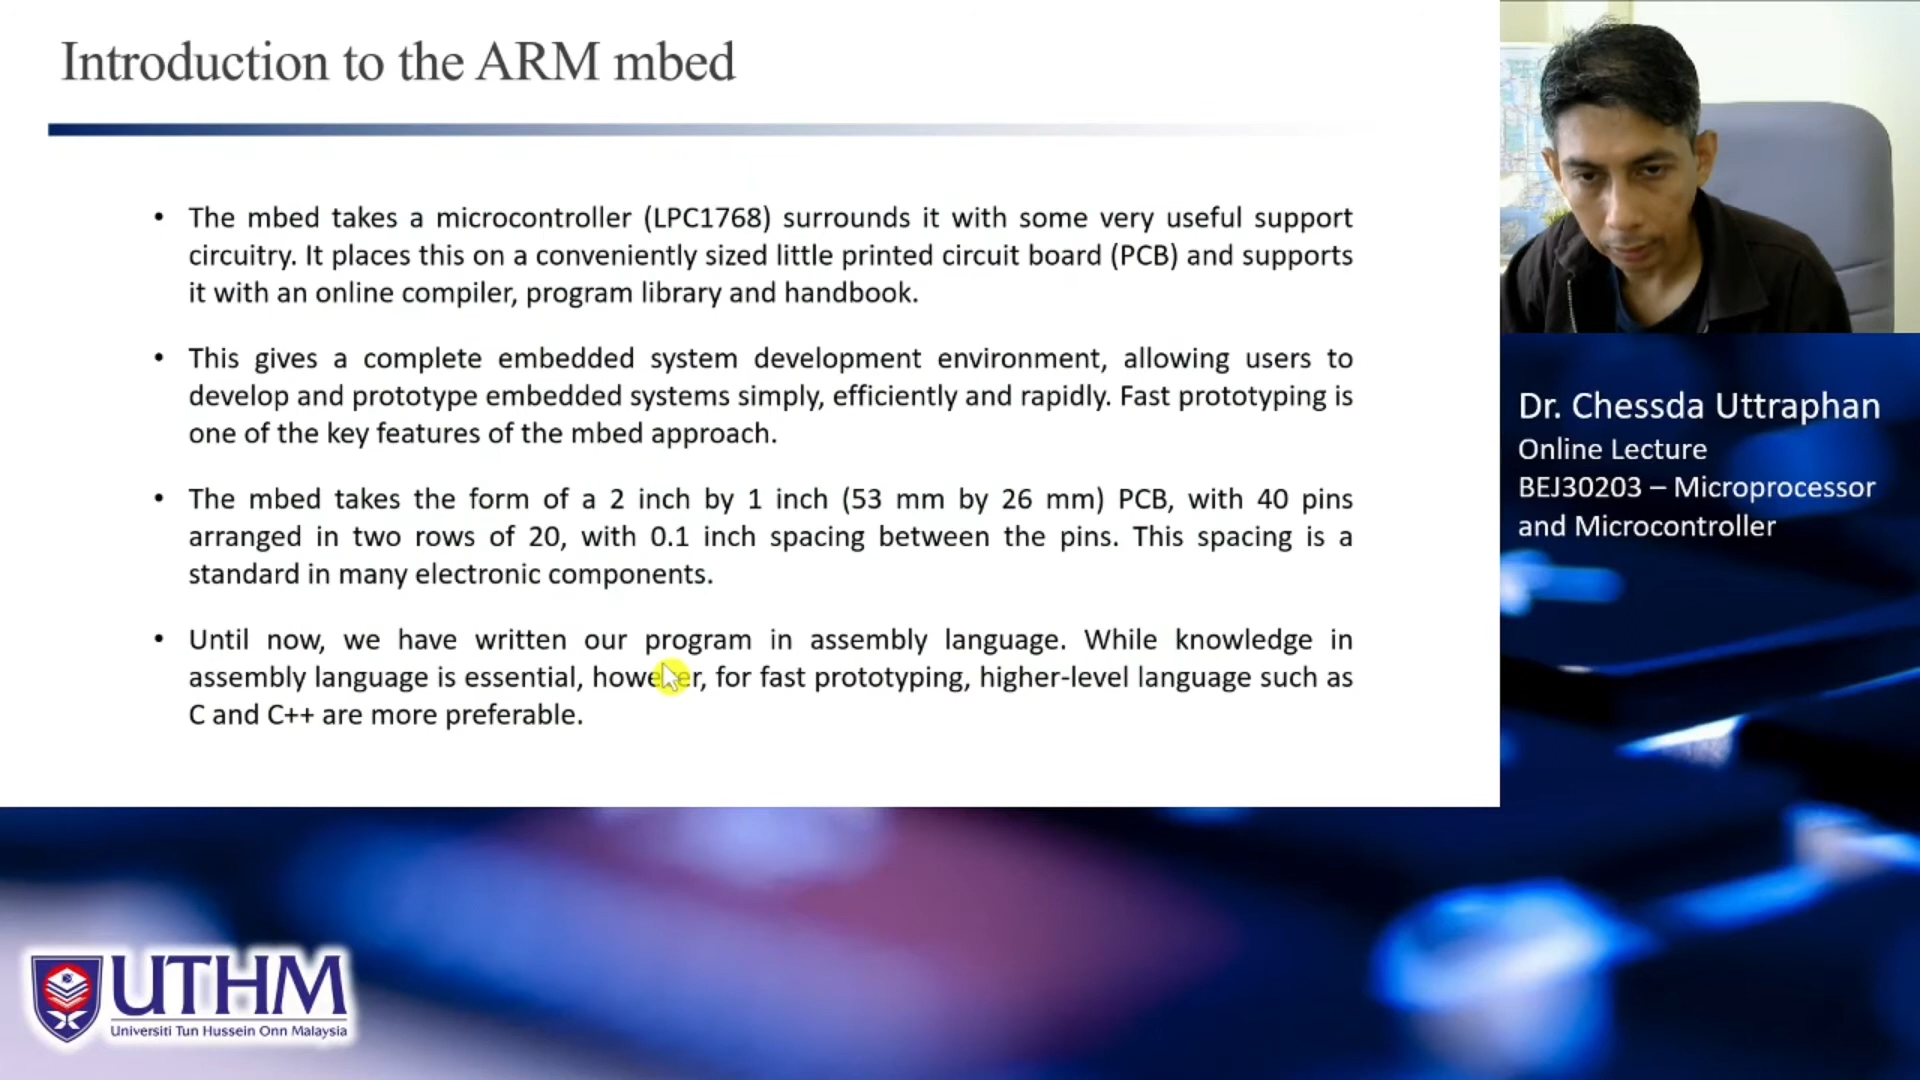 Introduction to the ARM mbed
• The mbed takes a microcontroller (LPC1768) surrounds it with some very useful support
circuitry. It places this on a conveniently sized little printed circuit board (PCB) and supports
it with an online compiler, program library and handbook.
• This gives a complete embedded system development environment, allowing users to
develop and prototype embedded systems simply, efficiently and rapidly. Fast prototyping is
one of the key features of the mbed approach.
• The mbed takes the form of a 2 inch by 1 inch (53 mm by 26 mm) PCB, with 40 pins
arranged in two rows of 20, with 0.1 inch spacing between the pins. This spacing is a
standard in many electronic components.
• Until now, we have written our program in assembly language. While knowledge in
assembly language is essential, however, for fast prototyping, higher-level language such as
C and C++ are more preferable.
Dr. Chessda Uttraphan
Online Lecture
BEJ30203 – Microprocessor
and Microcontroller
UTHM
Universiti Tun Hussein Onn Malaysia